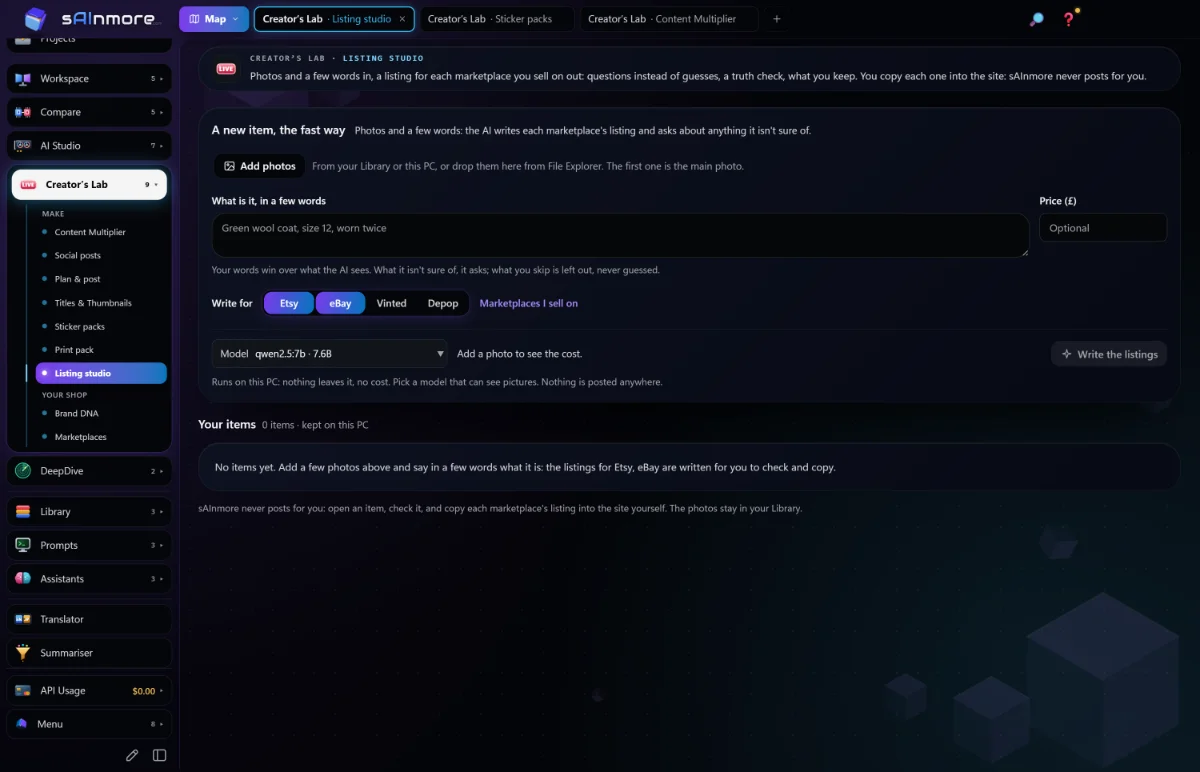 sAInmore
Map
Creator's Lab · Listing studio ×
Creator's Lab · Sticker packs
Creator's Lab · Content Multiplier
+
Projects
Workspace 5
Compare 5
AI Studio 7
LIVE Creator's Lab 9
MAKE
Content Multiplier
Social posts
Plan & post
Titles & Thumbnails
Sticker packs
Print pack
Listing studio
YOUR SHOP
Brand DNA
Marketplaces
DeepDive 2
Library 3
Prompts 3
Assistants 3
Translator
Summariser
API Usage $0.00
Menu 8
LIVE
CREATOR'S LAB · LISTING STUDIO
Photos and a few words in, a listing for each marketplace you sell on out: questions instead of guesses, a truth check, what you keep. You copy each one into the site: sAInmore never posts for you.
A new item, the fast way Photos and a few words: the AI writes each marketplace's listing and asks about anything it isn't sure of.
Add photos From your Library or this PC, or drop them here from File Explorer. The first one is the main photo.
What is it, in a few words
Price (£)
Green wool coat, size 12, worn twice
Optional
Your words win over what the AI sees. What it isn't sure of, it asks; what you skip is left out, never guessed.
Write for Etsy eBay Vinted Depop Marketplaces I sell on
Model qwen2.5:7b · 7.6B Add a photo to see the cost.
Write the listings
Runs on this PC: nothing leaves it, no cost. Pick a model that can see pictures. Nothing is posted anywhere.
Your items 0 items · kept on this PC
No items yet. Add a few photos above and say in a few words what it is: the listings for Etsy, eBay are written for you to check and copy.
sAInmore never posts for you: open an item, check it, and copy each marketplace's listing into the site yourself. The photos stay in your Library.